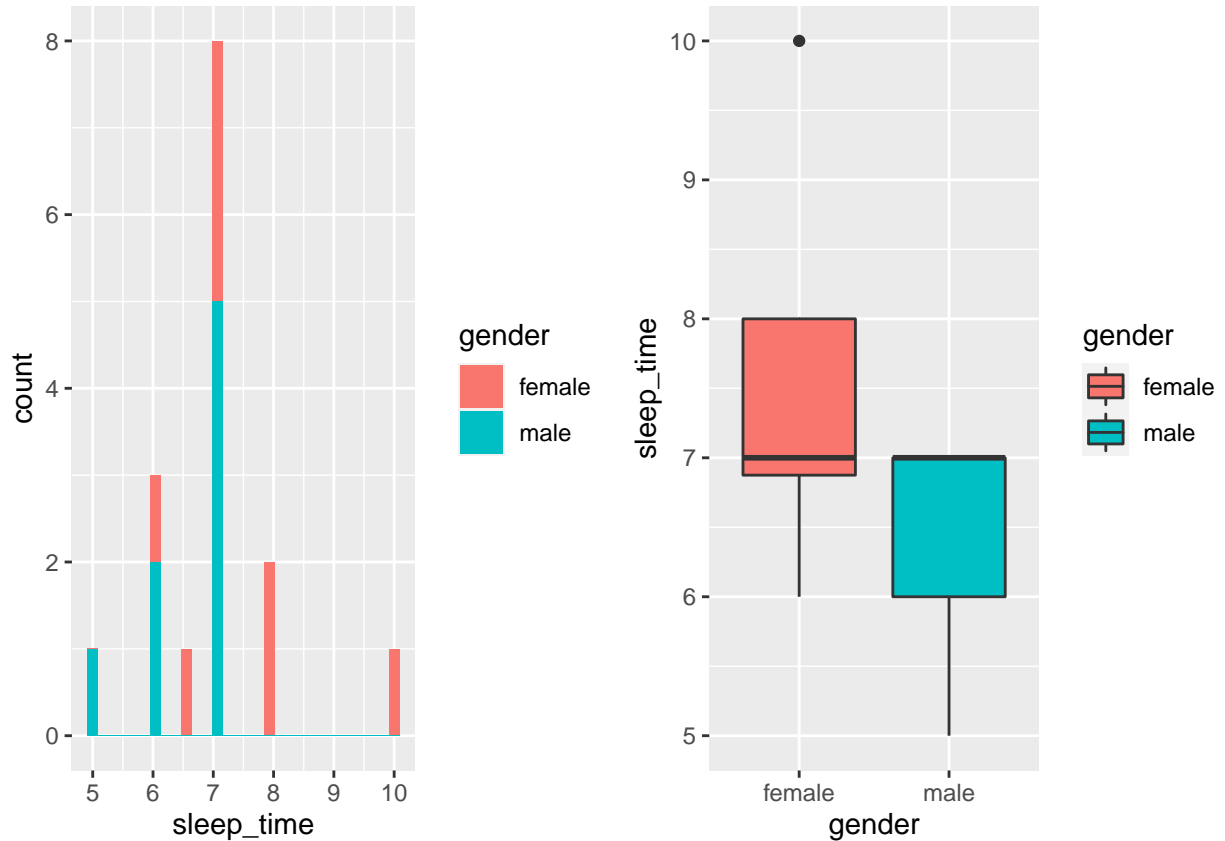 8
6
4
2
0
count
5 6 7 8 9 10
sleep_time
gender
female
male
10
9
8
7
6
5
sleep_time
female male
gender
gender
female
male